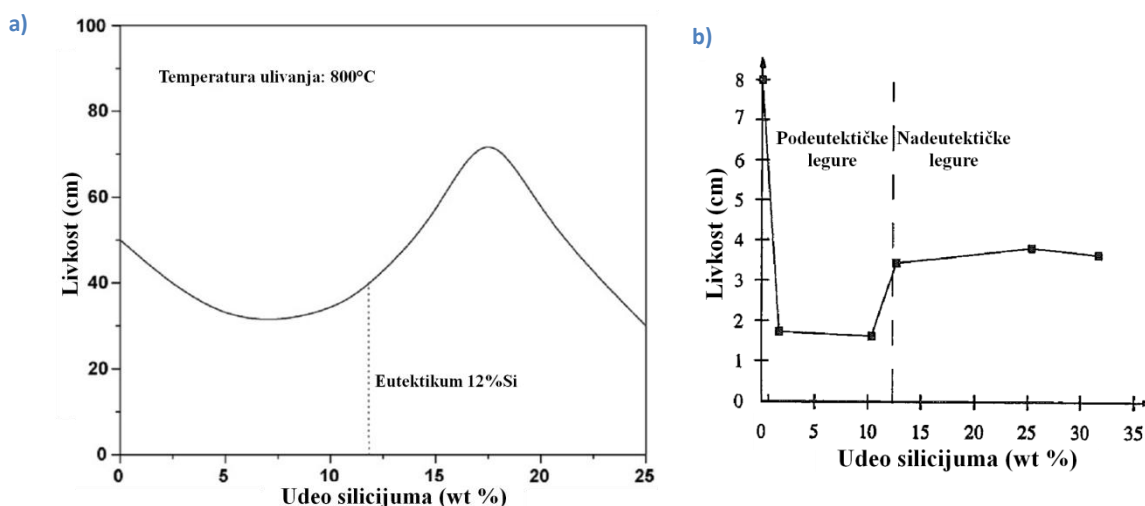 a)
100
80
60
40
20
0
Livkost (cm)
Temperatura ulivanja: 800°C
Eutektikum 12%Si
0 5 10 15 20 25
Udeo silicijuma (wt %)
b)
8
7
6
5
4
3
2
1
0
Livkost (cm)
Podeutektičke
legure
Nadeutektičke
legure
0 5 10 15 20 25 30 35
Udeo silicijuma (wt %)